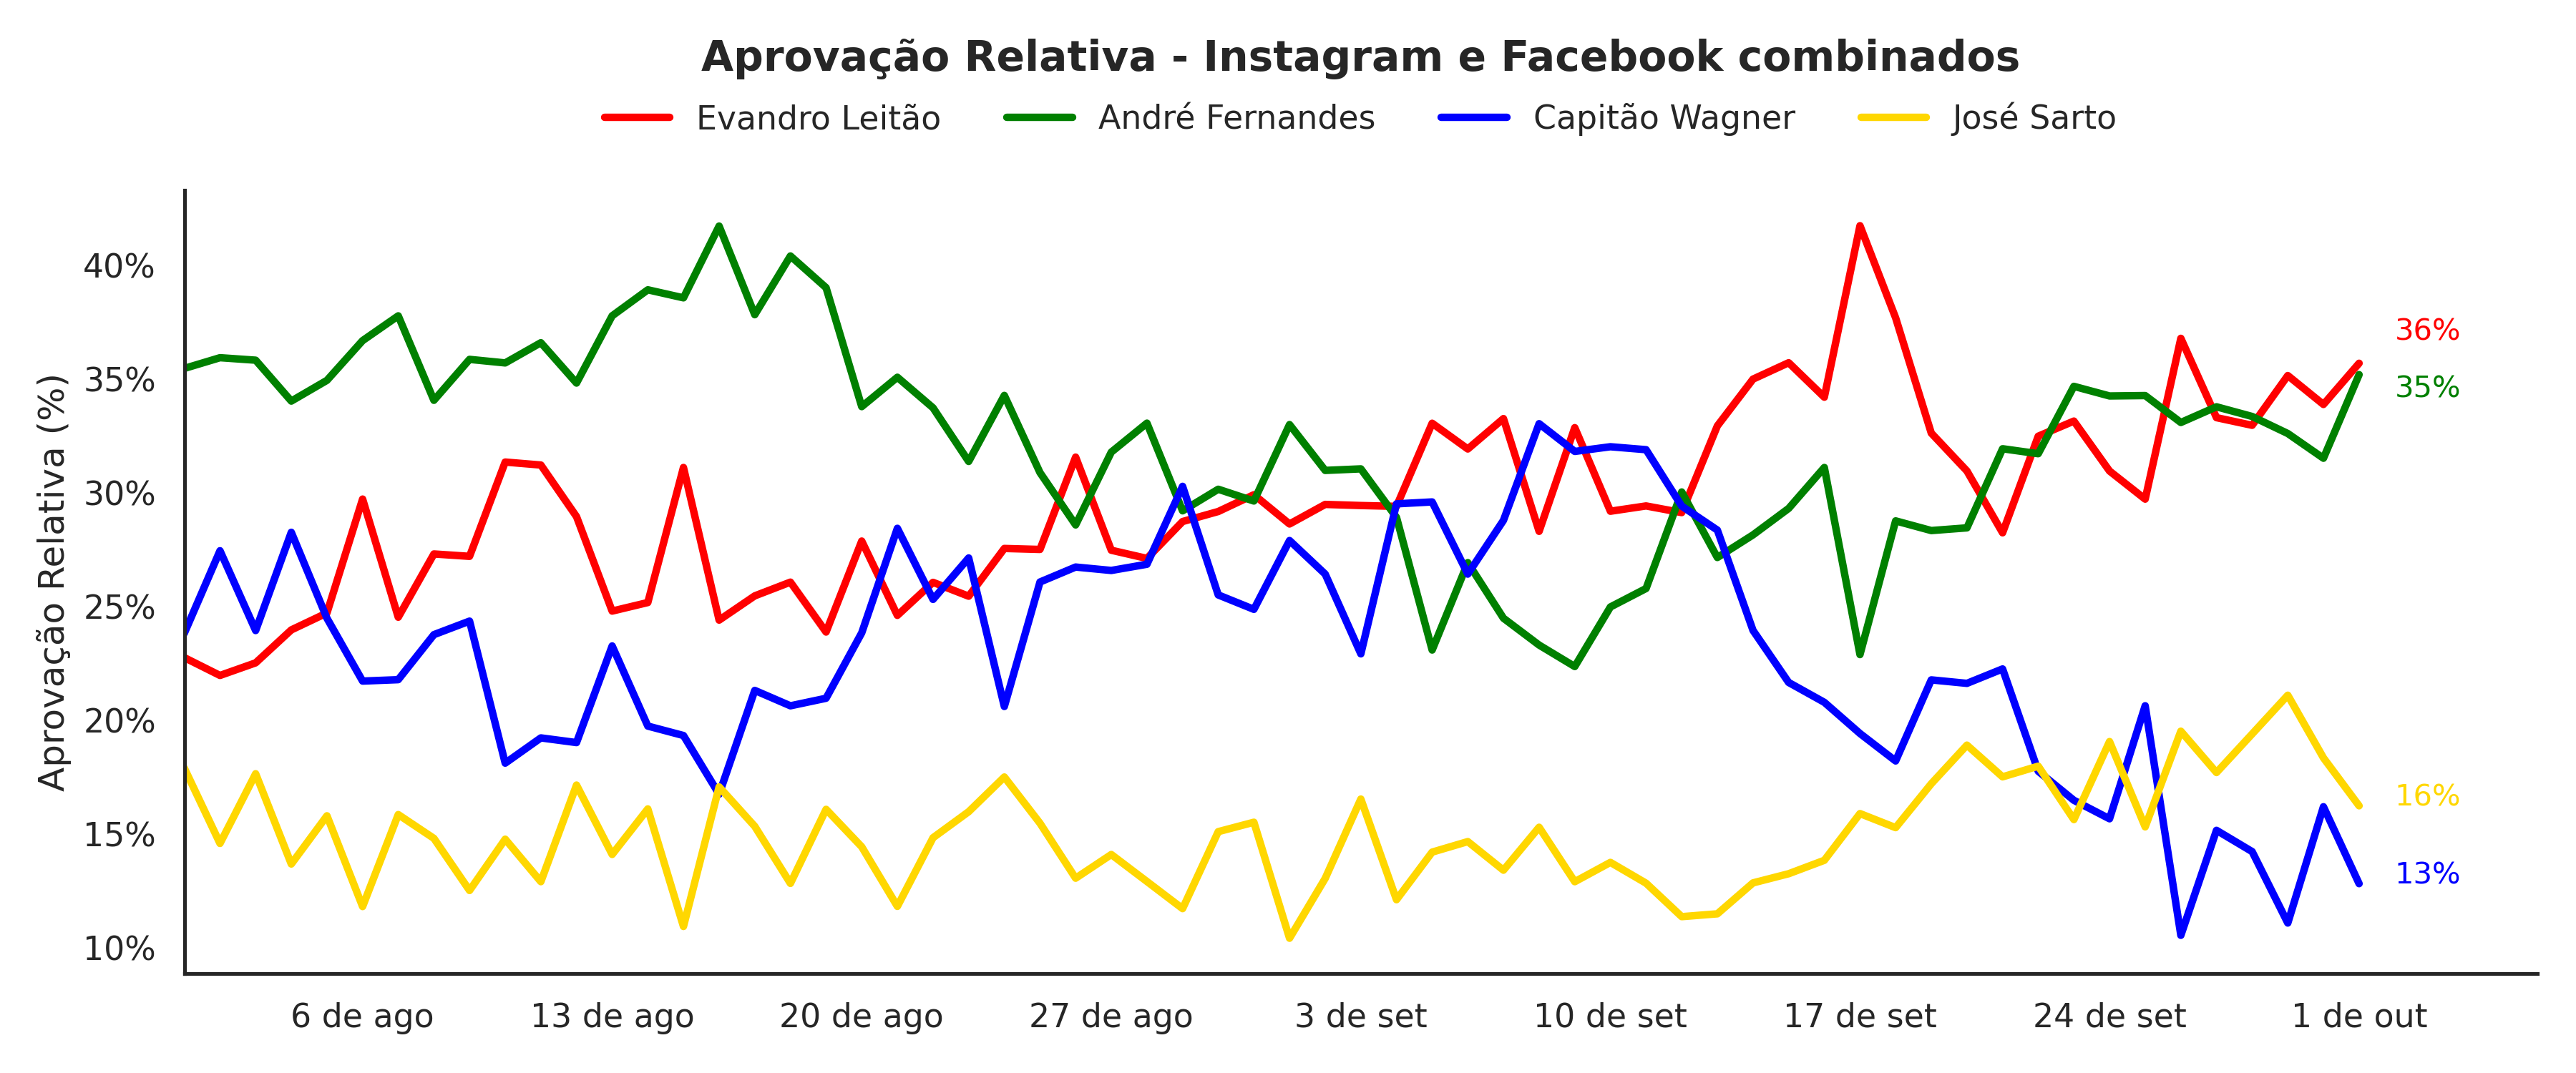 Aprovação Relativa - Instagram e Facebook combinados
Evandro Leitão André Fernandes Capitão Wagner José Sarto
Aprovação Relativa (%)
40%
35%
30%
25%
20%
15%
10%
36%
35%
16%
13%
6 de ago 13 de ago 20 de ago 27 de ago 3 de set 10 de set 17 de set 24 de set 1 de out